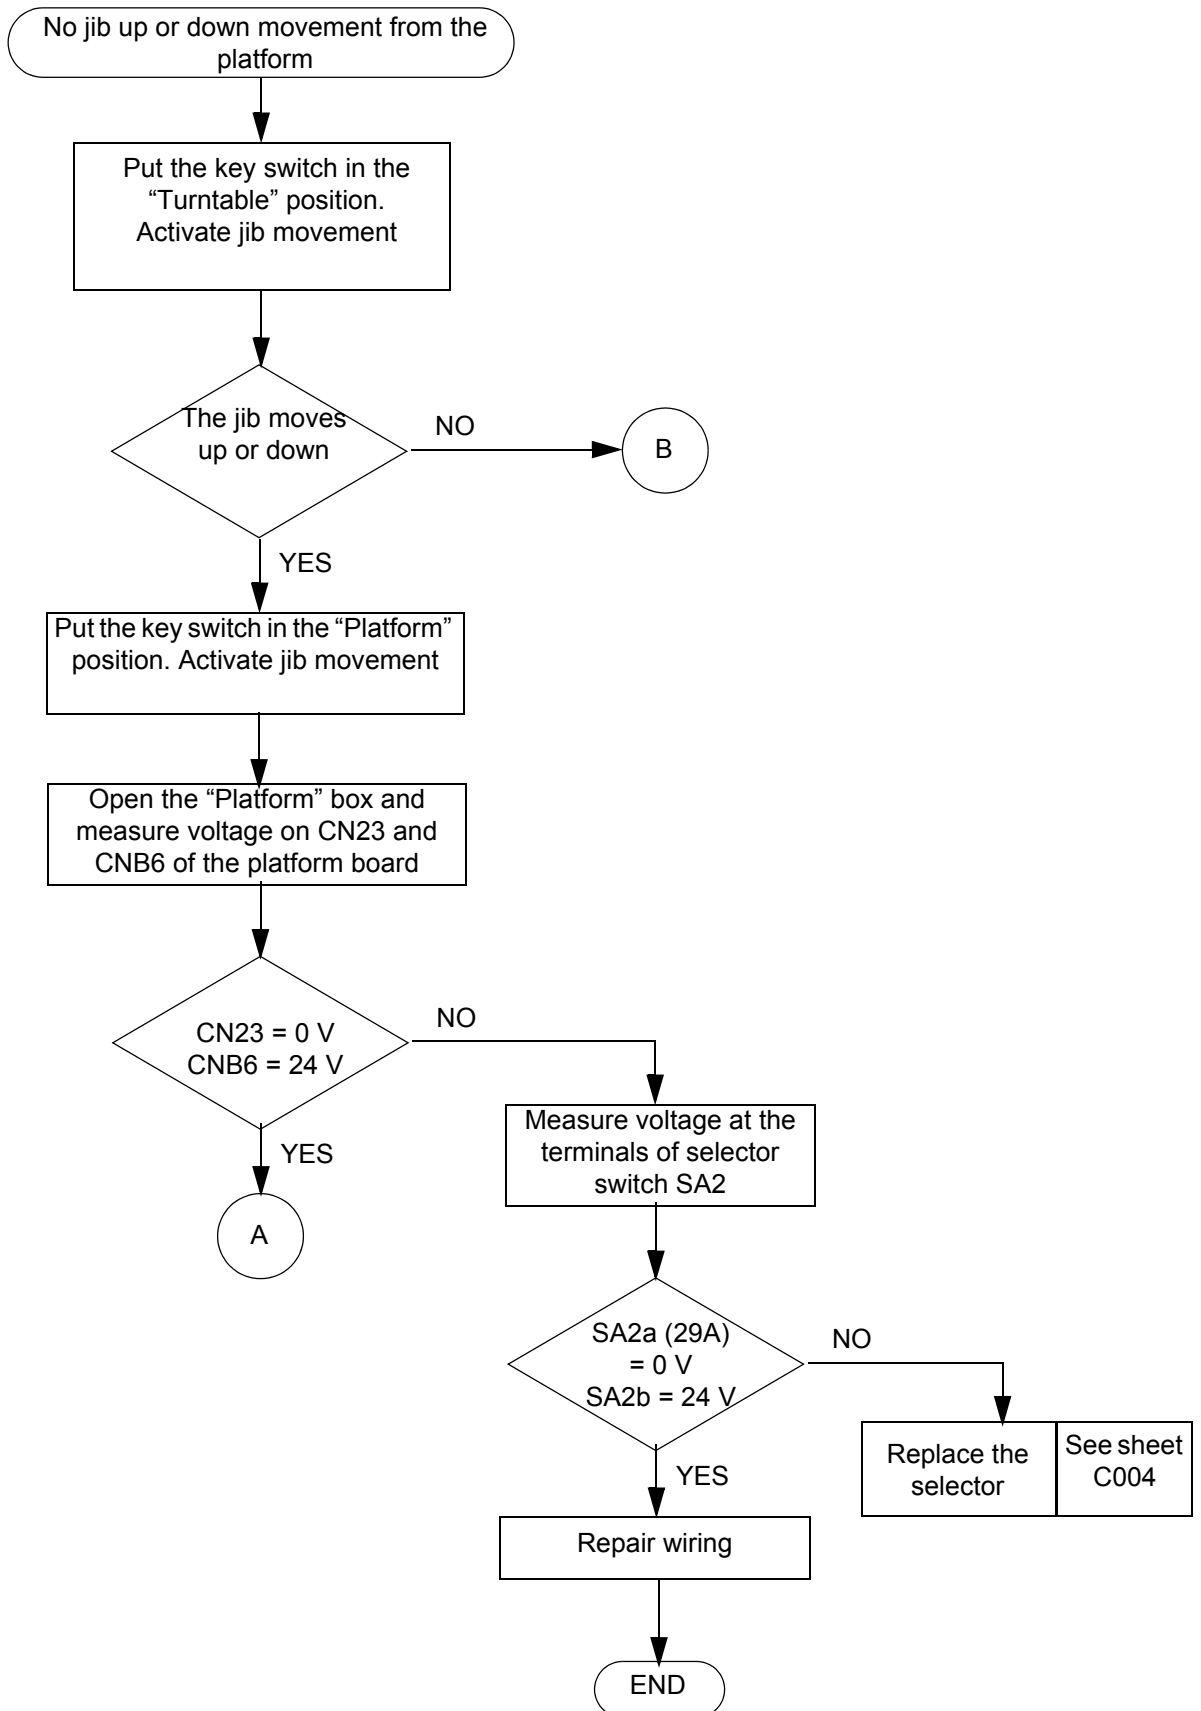 No jib up or down movement from the
platform
Put the key switch in the
“Turntable” position.
Activate jib movement
The jib moves
up or down
NO
B
YES
Put the key switch in the “Platform”
position. Activate jib movement
Open the “Platform” box and
measure voltage on CN23 and
CNB6 of the platform board
CN23 = 0 V
CNB6 = 24 V
NO
YES
A
Measure voltage at the
terminals of selector
switch SA2
SA2a (29A)
= 0 V
SA2b = 24 V
NO
YES
Replace the
selector
See sheet
C004
Repair wiring
END